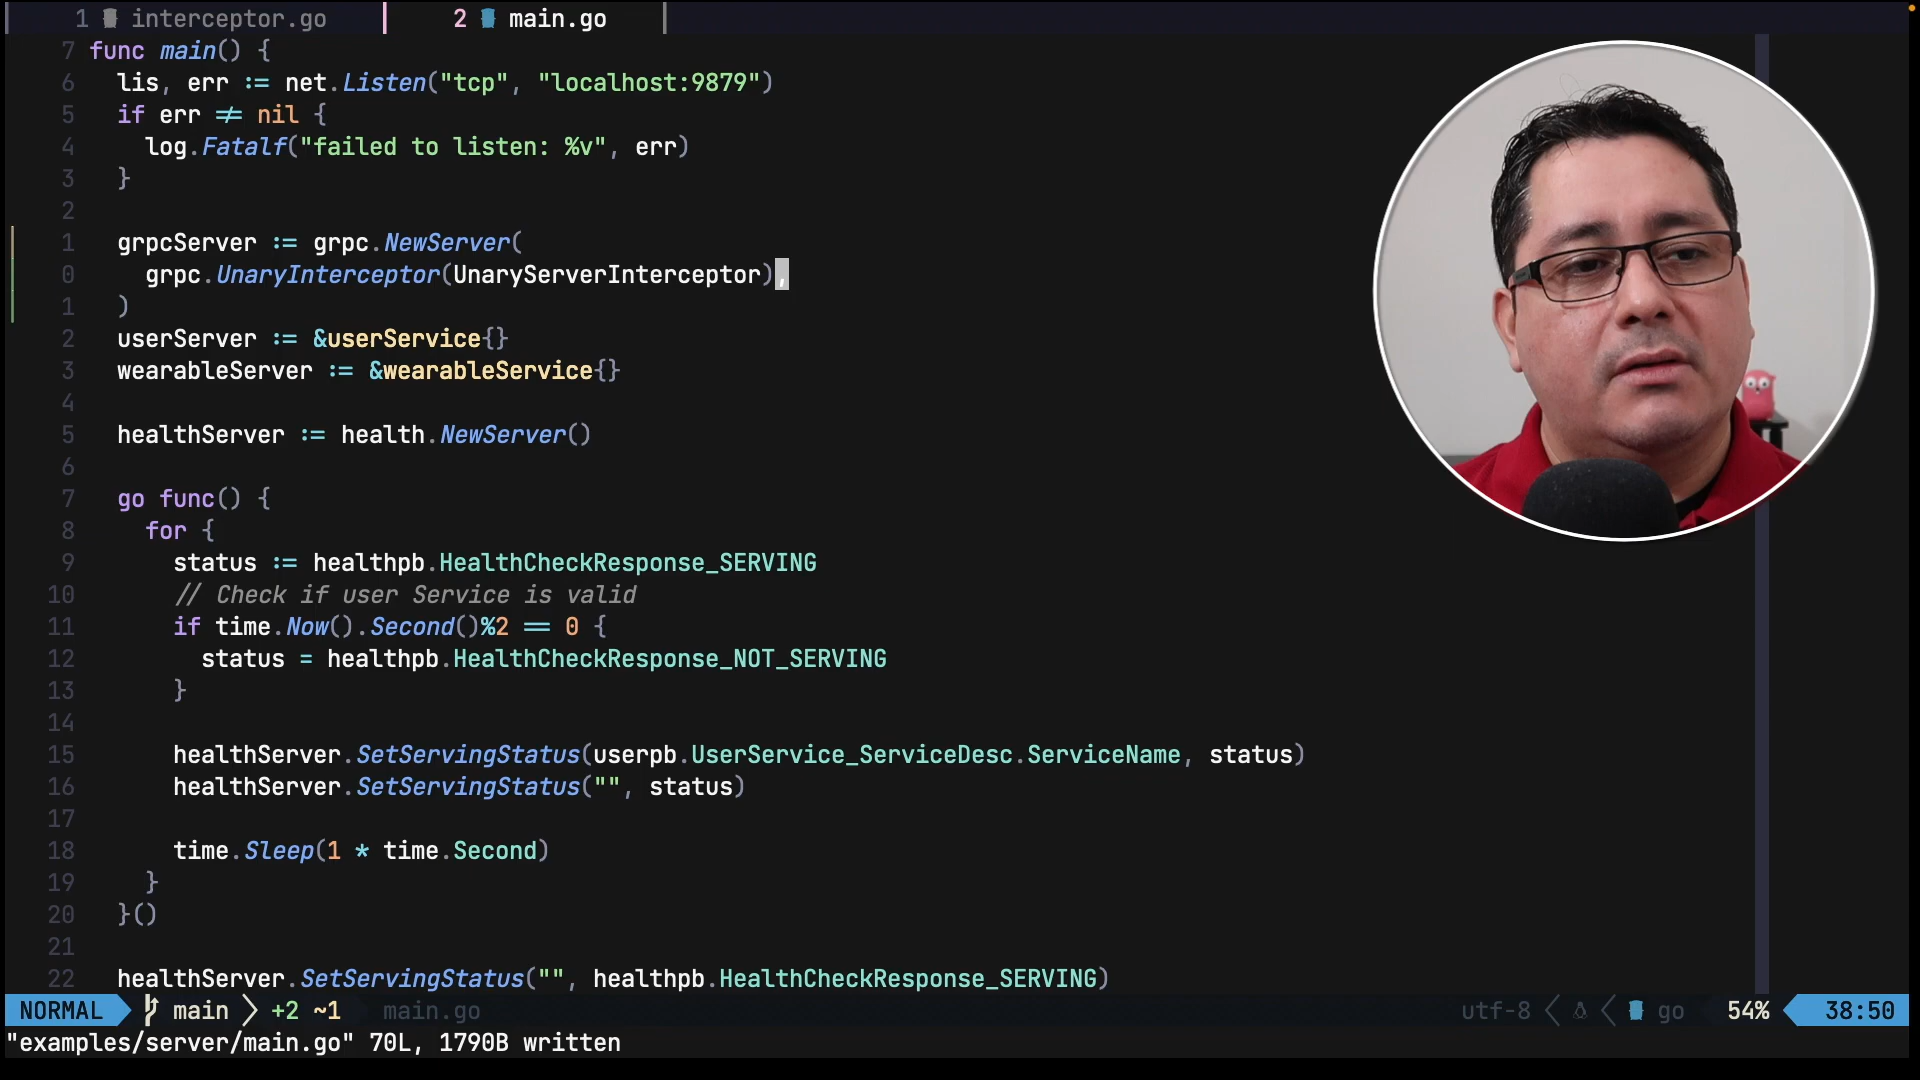 1 interceptor.go 2 main.go
7 func main() {
6 lis, err := net.Listen("tcp", "localhost:9879")
5 if err ≠ nil {
4 log.Fatalf("failed to listen: %v", err)
3 }
2
1 grpcServer := grpc.NewServer(
0 grpc.UnaryInterceptor(UnaryServerInterceptor),
1 )
2 userServer := &userService{}
3 wearableServer := &wearableService{}
4
5 healthServer := health.NewServer()
6
7 go func() {
8 for {
9 status := healthpb.HealthCheckResponse_SERVING
10 // Check if user Service is valid
11 if time.Now().Second()%2 == 0 {
12 status = healthpb.HealthCheckResponse_NOT_SERVING
13 }
14
15 healthServer.SetServingStatus(userpb.UserService_ServiceDesc.ServiceName, status)
16 healthServer.SetServingStatus("", status)
17
18 time.Sleep(1 * time.Second)
19 }
20 }()
21
22 healthServer.SetServingStatus("", healthpb.HealthCheckResponse_SERVING)
NORMAL main +2 ~1 main.go utf-8 go 54% 38:50
"examples/server/main.go" 70L, 1790B written